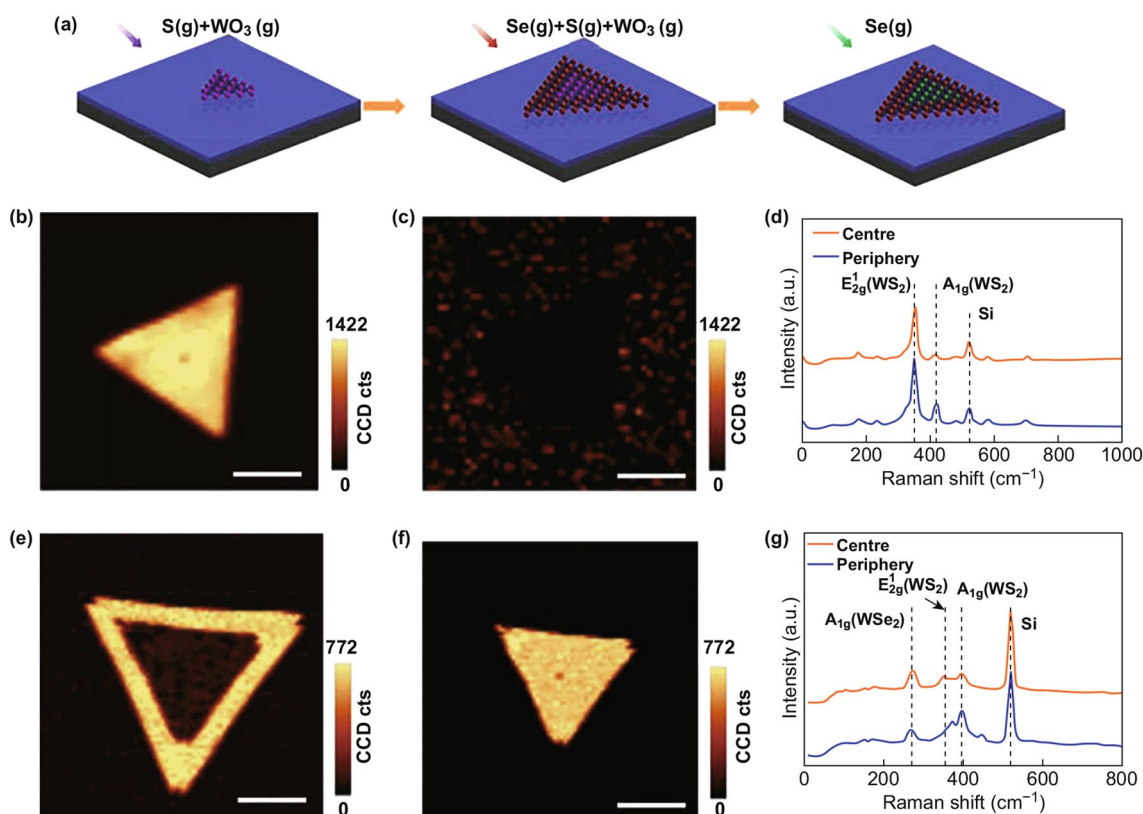 (a)
S(g)+WO₃ (g)
Se(g)+S(g)+WO₃ (g)
Se(g)
(b)
1422
CCD cts
0
(c)
1422
CCD cts
0
(d)
Centre
Periphery
E¹₂g(WS₂)
A₁g(WS₂)
Si
Intensity (a.u.)
0
200
400
600
800
1000
Raman shift (cm⁻¹)
(e)
772
CCD cts
0
(f)
772
CCD cts
0
(g)
Centre
Periphery
E¹₂g(WS₂)
A₁g(WS₂)
A₁g(WSe₂)
Si
Intensity (a.u.)
0
200
400
600
800
Raman shift (cm⁻¹)